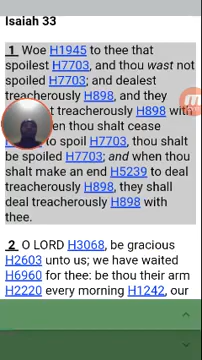 Isaiah 33
1 Woe H1945 to thee that
spoilest H7703, and thou wast not
spoiled H7703; and dealest
treacherously H898, and they
treacherously H898 with
thou shalt cease
to spoil H7703, thou shalt
be spoiled H7703; and when thou
shalt make an end H5239 to deal
treacherously H898, they shall
deal treacherously H898 with
thee.
2 O LORD H3068, be gracious
H2603 unto us; we have waited
H6960 for thee: be thou their arm
H2220 every morning H1242, our